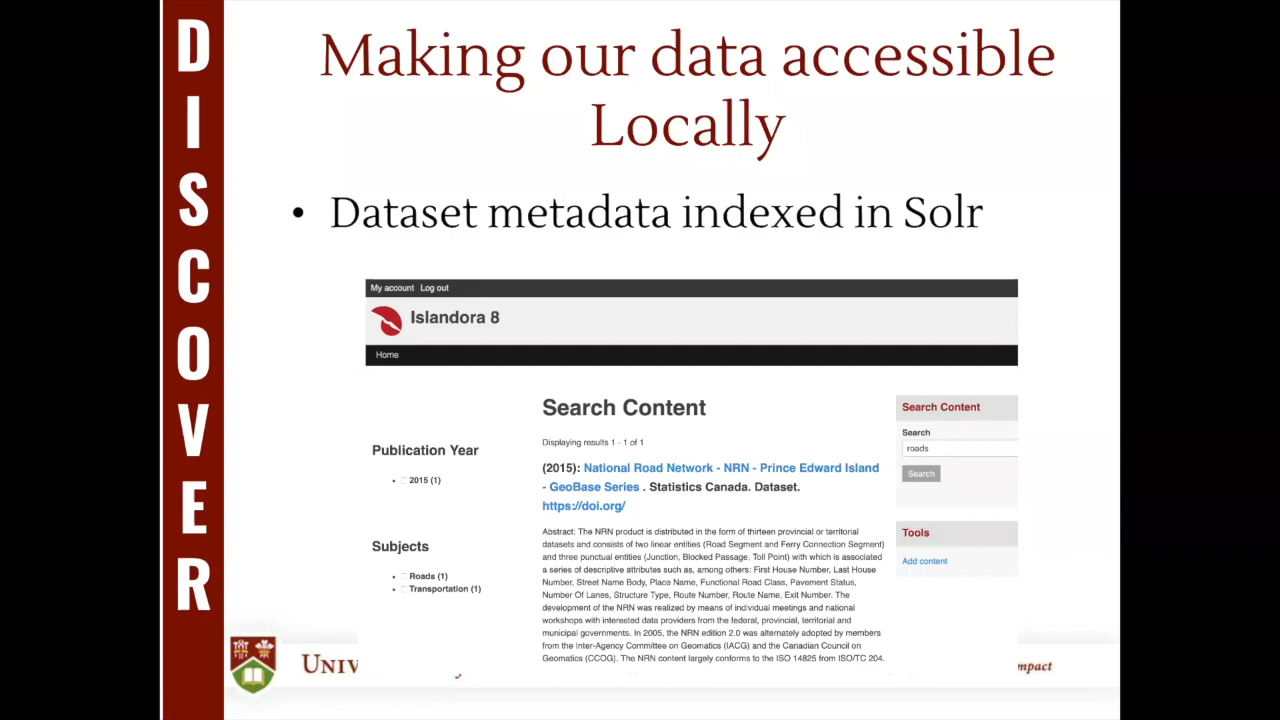 DISCOVER
Making our data accessible
Locally
• Dataset metadata indexed in Solr
My account Log out
Islandora 8
Home
Search Content
Displaying results 1 - 1 of 1
(2015): National Road Network - NRN - Prince Edward Island
- GeoBase Series . Statistics Canada. Dataset.
https://doi.org/
Abstract: The NRN product is distributed in the form of thirteen provincial or territorial
datasets and consists of two linear entities (Road Segment and Ferry Connection Segment)
and three punctual entities (Junction, Blocked Passage, Toll Point) with which is associated
a series of descriptive attributes such as, among others: First House Number, Last House
Number, Street Name Body, Place Name, Functional Road Class, Pavement Status,
Number Of Lanes, Structure Type, Route Number, Route Name, Exit Number. The
development of the NRN was realized by means of individual meetings and national
workshops with interested data providers from the federal, provincial, territorial and
municipal governments. In 2005, the NRN edition 2.0 was alternately adopted by members
from the Inter-Agency Committee on Geomatics (IACG) and the Canadian Council on
Geomatics (CCOG). The NRN content largely conforms to the ISO 14825 from ISO/TC 204.
Publication Year
2015 (1)
Subjects
Roads (1)
Transportation (1)
Search Content
Search
roads
Search
Tools
Add content
UNIV
mpact